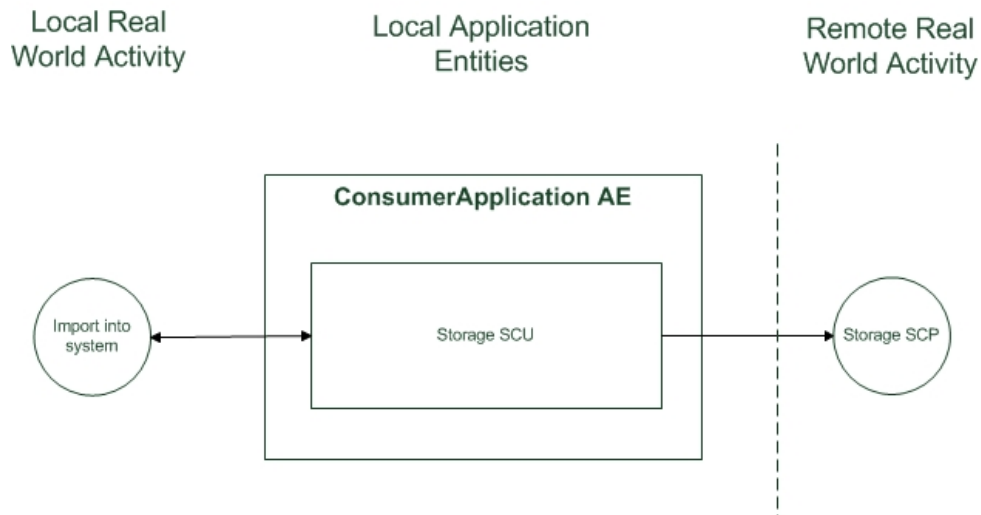 Local Real
World Activity
Local Application
Entities
Remote Real
World Activity
ConsumerApplication AE
Import into
system
Storage SCU
Storage SCP